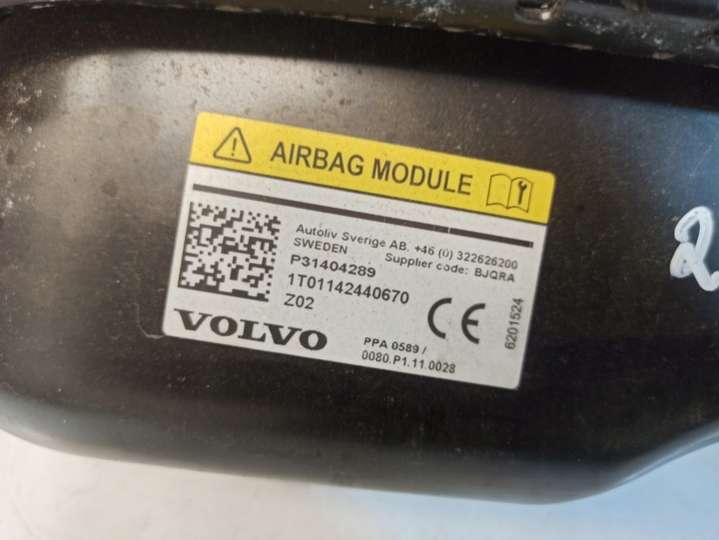 AIRBAG MODULE
Autoliv Sverige AB. +46 (0) 322626200
SWEDEN Supplier code: BJQRA
P31404289
1T01142440670
Z02
VOLVO
CE
PPA 0589 /
0080.P1.11.0028
6201524
2